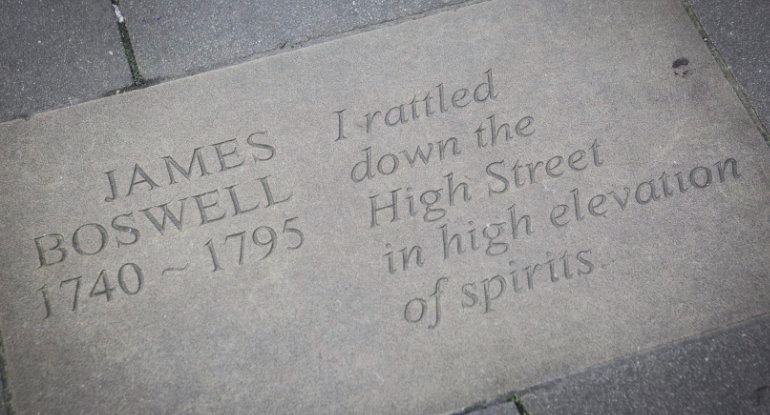 JAMES
BOSWELL
1740 ~ 1795
I rattled
down the
High Street
in high elevation
of spirits